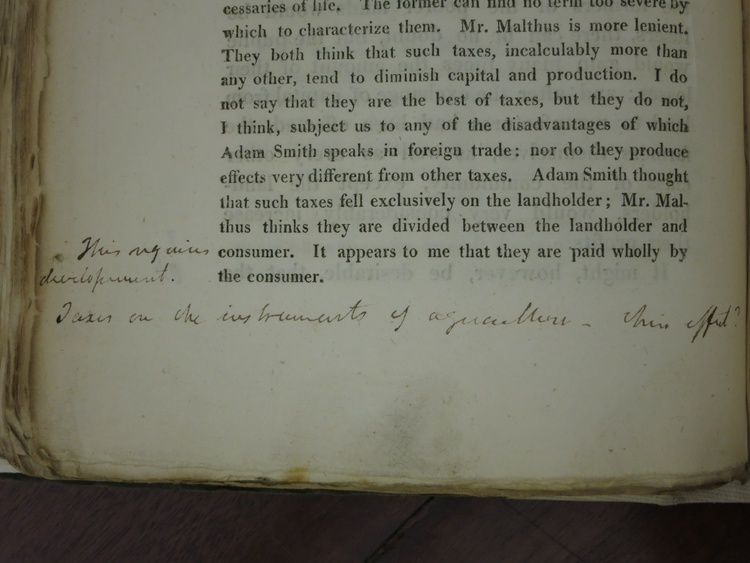 cessaries of life. The former can find no term too severe by
which to characterize them. Mr. Malthus is more lenient.
They both think that such taxes, incalculably more than
any other, tend to diminish capital and production. I do
not say that they are the best of taxes, but they do not,
I think, subject us to any of the disadvantages of which
Adam Smith speaks in foreign trade: nor do they produce
effects very different from other taxes. Adam Smith thought
that such taxes fell exclusively on the landholder; Mr. Mal-
thus thinks they are divided between the landholder and
consumer. It appears to me that they are paid wholly by
the consumer.
This requires
development.
Taxes on the instruments of agriculture - their effect?